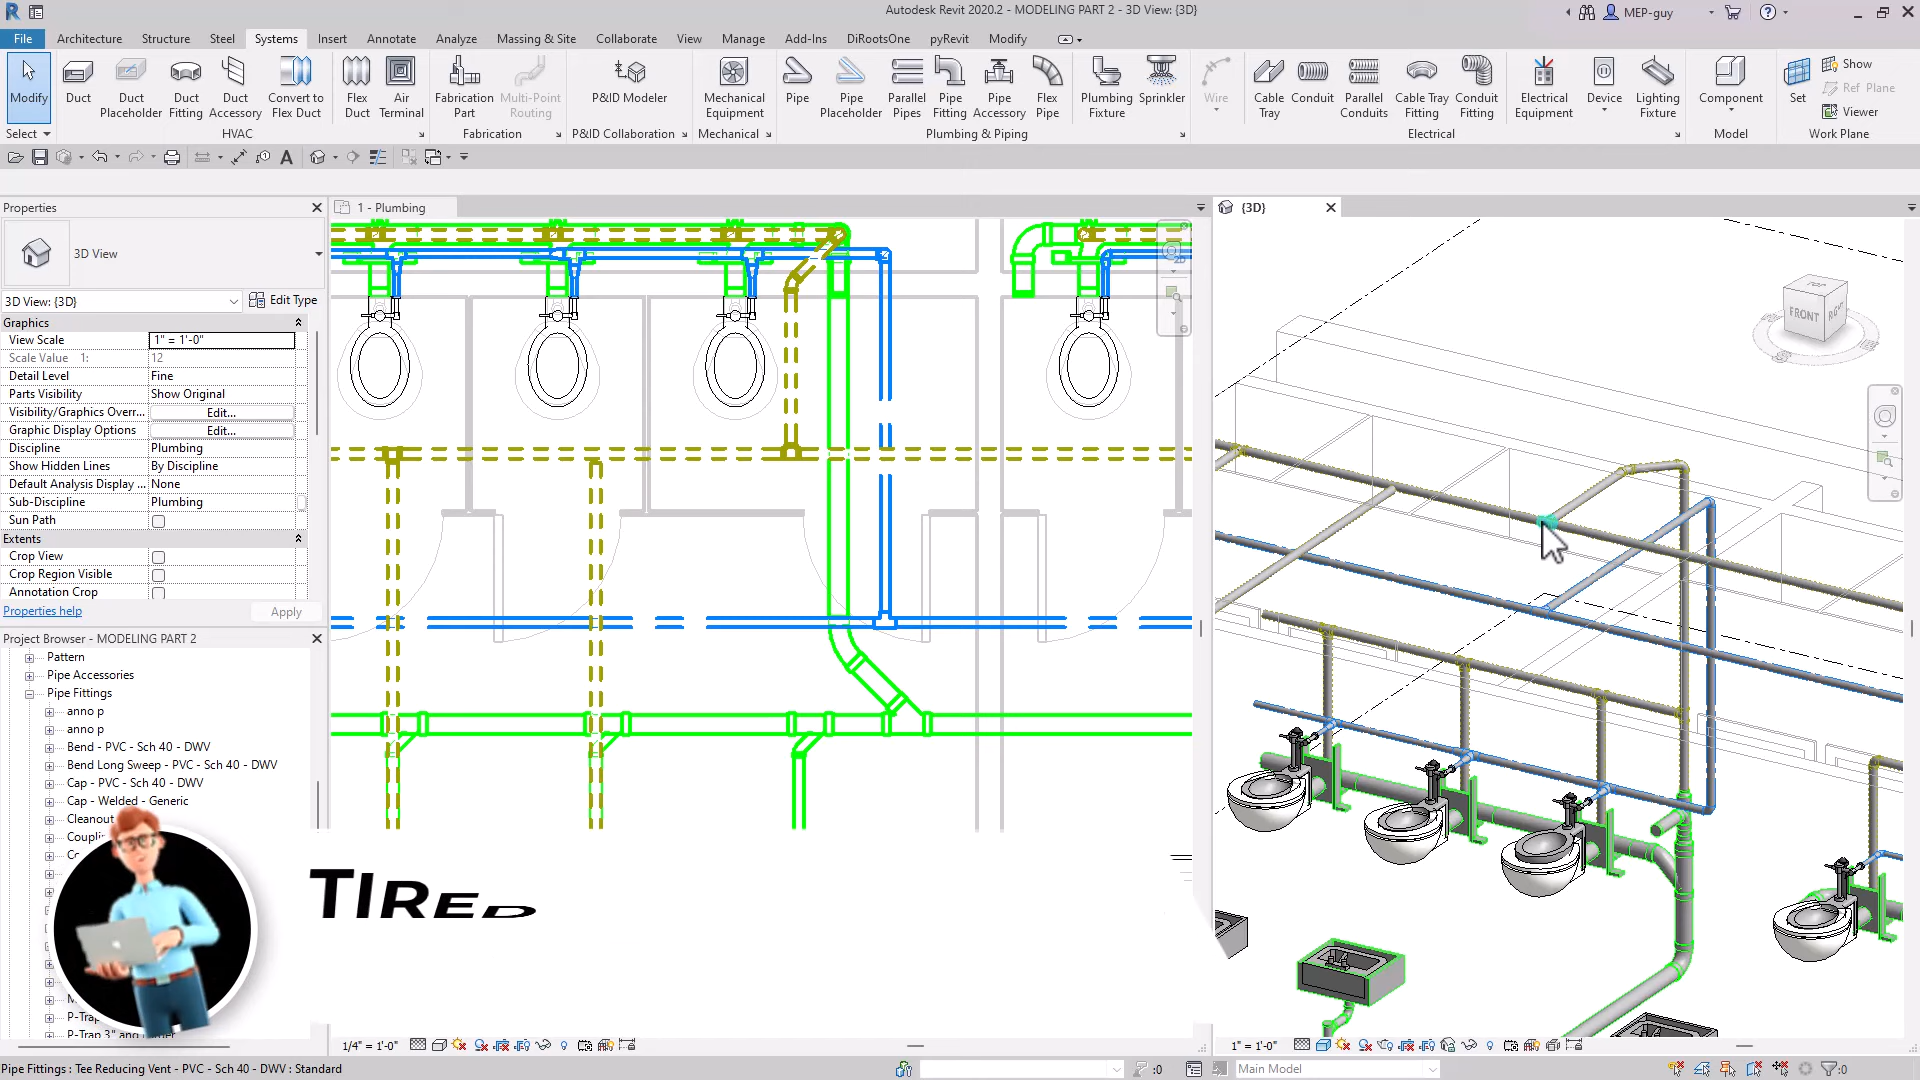 Autodesk Revit 2020.2 - MODELING PART 2 - 3D View: {3D}
MEP-guy
File Architecture Structure Steel Systems Insert Annotate Analyze Massing & Site Collaborate View Manage Add-Ins DiRootsOne pyRevit Modify
Modify
Select
Duct
Duct Placeholder
Duct Fitting
Duct Accessory
Convert to Flex Duct
Flex Duct
Air Terminal
HVAC
Fabrication Part
Multi-Point Routing
Fabrication
P&ID Modeler
P&ID Collaboration
Mechanical Equipment
Mechanical
Pipe
Pipe Placeholder
Parallel Pipes
Pipe Fitting
Pipe Accessory
Flex Pipe
Plumbing Fixture
Sprinkler
Plumbing & Piping
Wire
Cable Tray
Conduit
Parallel Conduits
Cable Tray Fitting
Conduit Fitting
Electrical Equipment
Device
Lighting Fixture
Electrical
Component
Model
Set
Show
Ref Plane
Viewer
Work Plane
Properties
3D View
3D View: {3D}
Edit Type
Graphics
View Scale 1" = 1'-0"
Scale Value 1: 12
Detail Level Fine
Parts Visibility Show Original
Visibility/Graphics Overr... Edit...
Graphic Display Options Edit...
Discipline Plumbing
Show Hidden Lines By Discipline
Default Analysis Display ... None
Sub-Discipline Plumbing
Sun Path
Extents
Crop View
Crop Region Visible
Annotation Crop
Properties help
Apply
Project Browser - MODELING PART 2
Pattern
Pipe Accessories
Pipe Fittings
anno p
anno p
Bend - PVC - Sch 40 - DWV
Bend Long Sweep - PVC - Sch 40 - DWV
Cap - PVC - Sch 40 - DWV
Cap - Welded - Generic
Cleanout
1 - Plumbing
{3D}
FRONT
TIRED
1/4" = 1'-0"
1" = 1'-0"
Pipe Fittings : Tee Reducing Vent - PVC - Sch 40 - DWV : Standard
:0
Main Model
:0